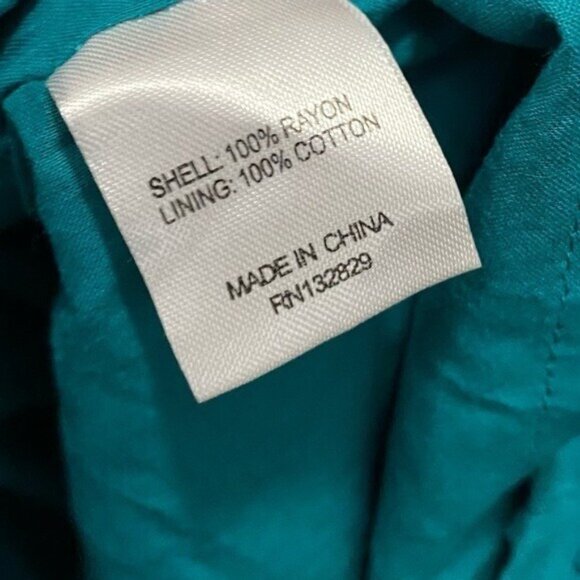 SHELL: 100% RAYON
LINING: 100% COTTON
MADE IN CHINA
RN132829